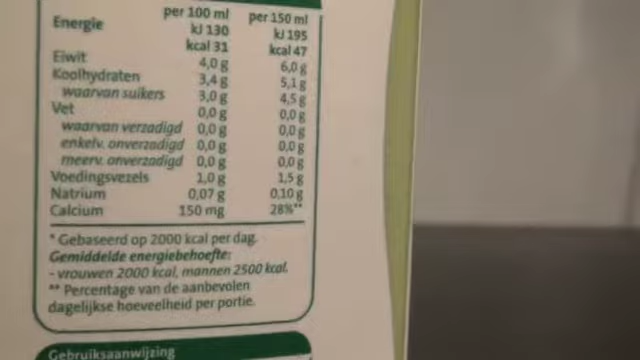 per 100 ml per 150 ml
Energie kJ 130 kJ 195
kcal 31 kcal 47
Eiwit 4,0 g 6,0 g
Koolhydraten 3,4 g 5,1 g
waarvan suikers 3,0 g 4,5 g
Vet 0,0 g 0,0 g
waarvan verzadigd 0,0 g 0,0 g
enkelv. onverzadigd 0,0 g 0,0 g
meerv. onverzadigd 0,0 g 0,0 g
Voedingsvezels 1,0 g 1,5 g
Natrium 0,07 g 0,10 g
Calcium 150 mg 28%**
* Gebaseerd op 2000 kcal per dag.
Gemiddelde energiebehoefte:
- vrouwen 2000 kcal, mannen 2500 kcal.
** Percentage van de aanbevolen
dagelijkse hoeveelheid per portie.
Gebruiksaanwijzing